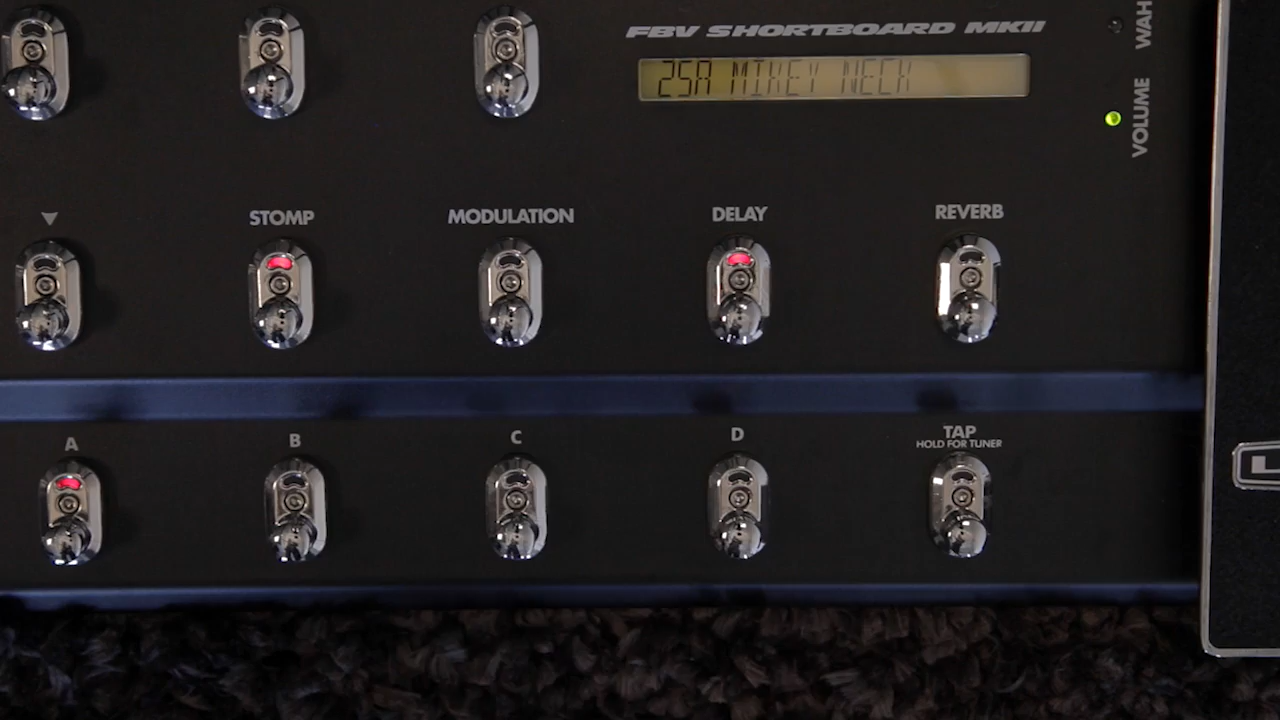 FBV SHORTBOARD MKII
WAH
25A MIKEY NECK
VOLUME
STOMP
MODULATION
DELAY
REVERB
A
B
C
D
TAP
HOLD FOR TUNER